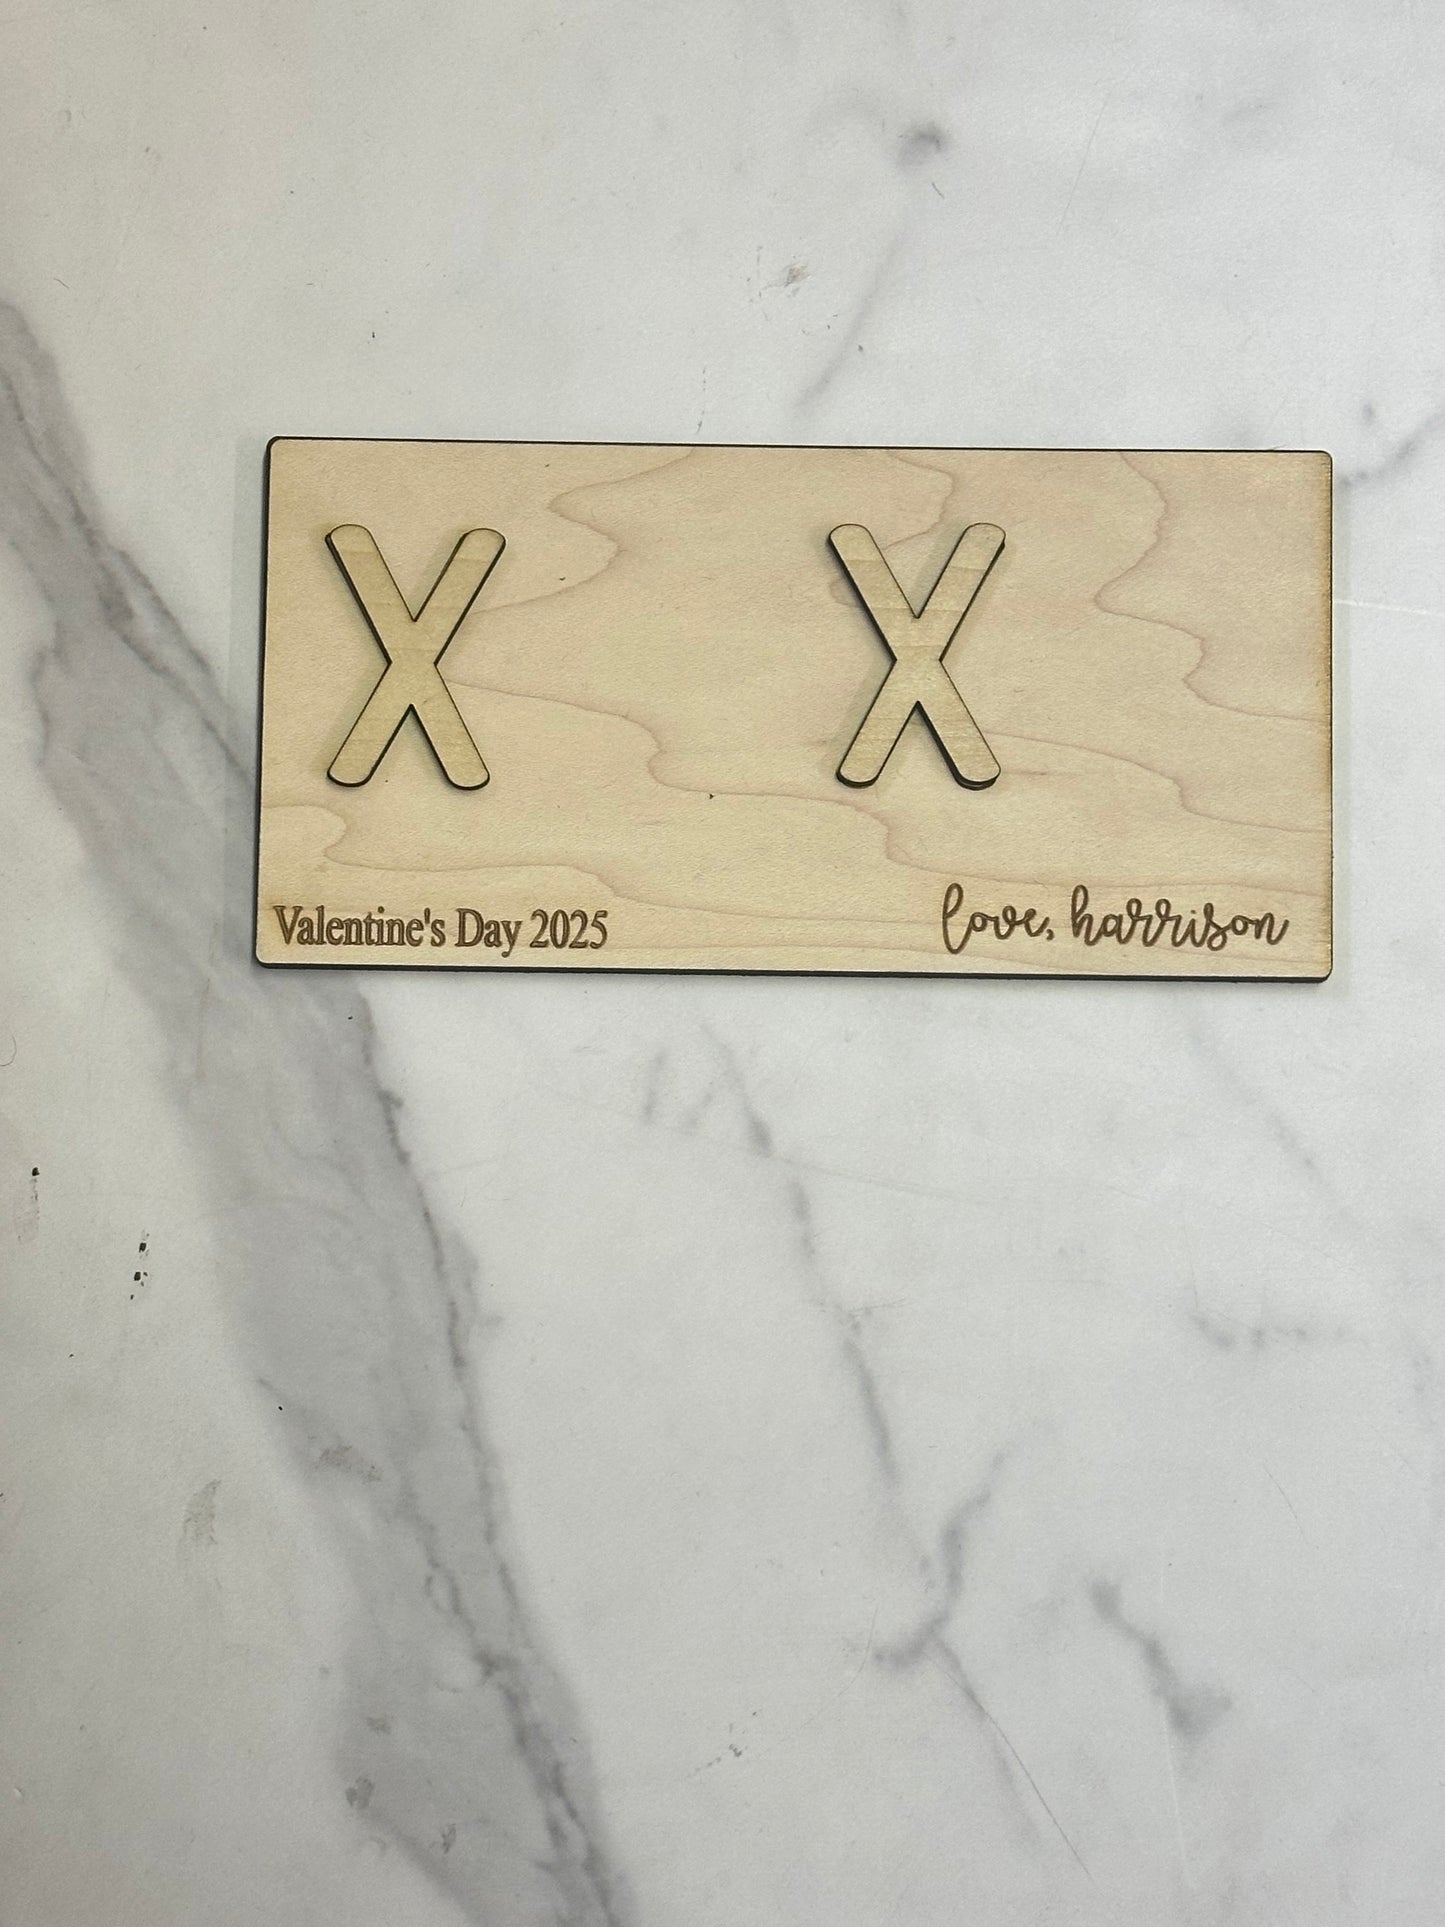 X X
Valentine's Day 2025
love, harrison